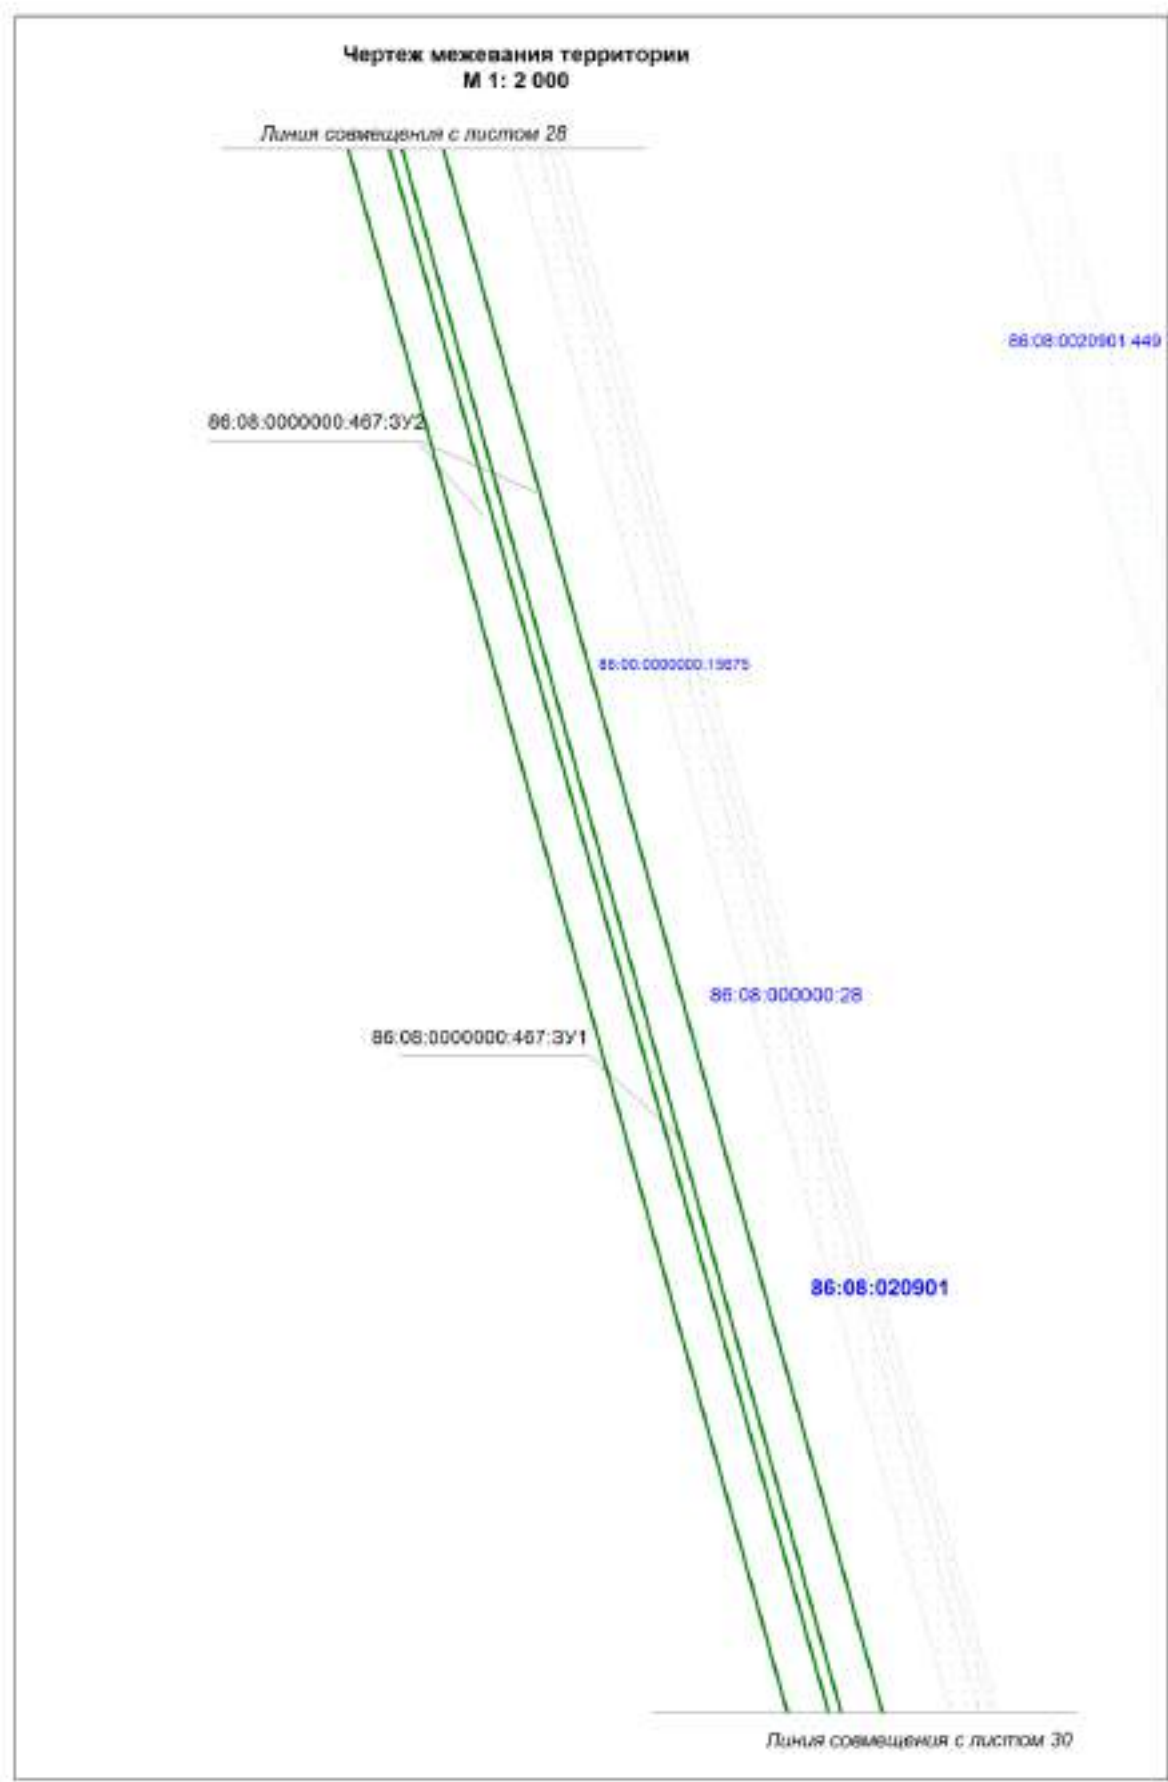 Чертеж межевания территории
М 1: 2 000
Линия совмещения с листом 28
86:08:0020901:449
86:08:0000000:467:ЗУ2
86:00:0000000:15675
86:08:000000:28
86:08:0000000:467:ЗУ1
86:08:020901
Линия совмещения с листом 30